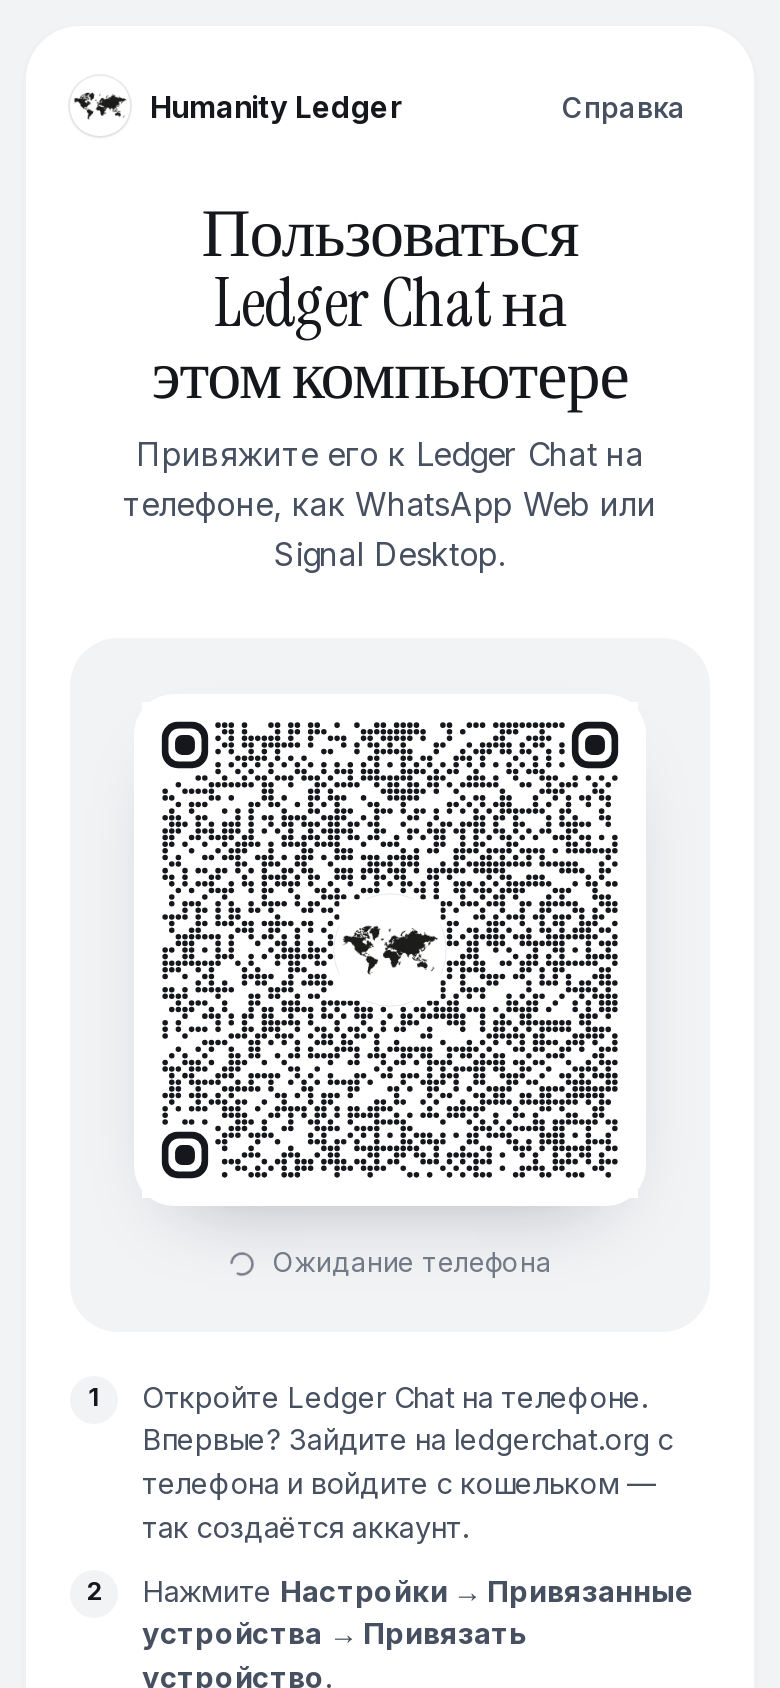 Humanity Ledger
Справка
Пользоваться
Ledger Chat на
этом компьютере
Привяжите его к Ledger Chat на
телефоне, как WhatsApp Web или
Signal Desktop.
Ожидание телефона
1
Откройте Ledger Chat на телефоне.
Впервые? Зайдите на ledgerchat.org с
телефона и войдите с кошельком —
так создаётся аккаунт.
2
Нажмите Настройки → Привязанные
устройства → Привязать
устройство.